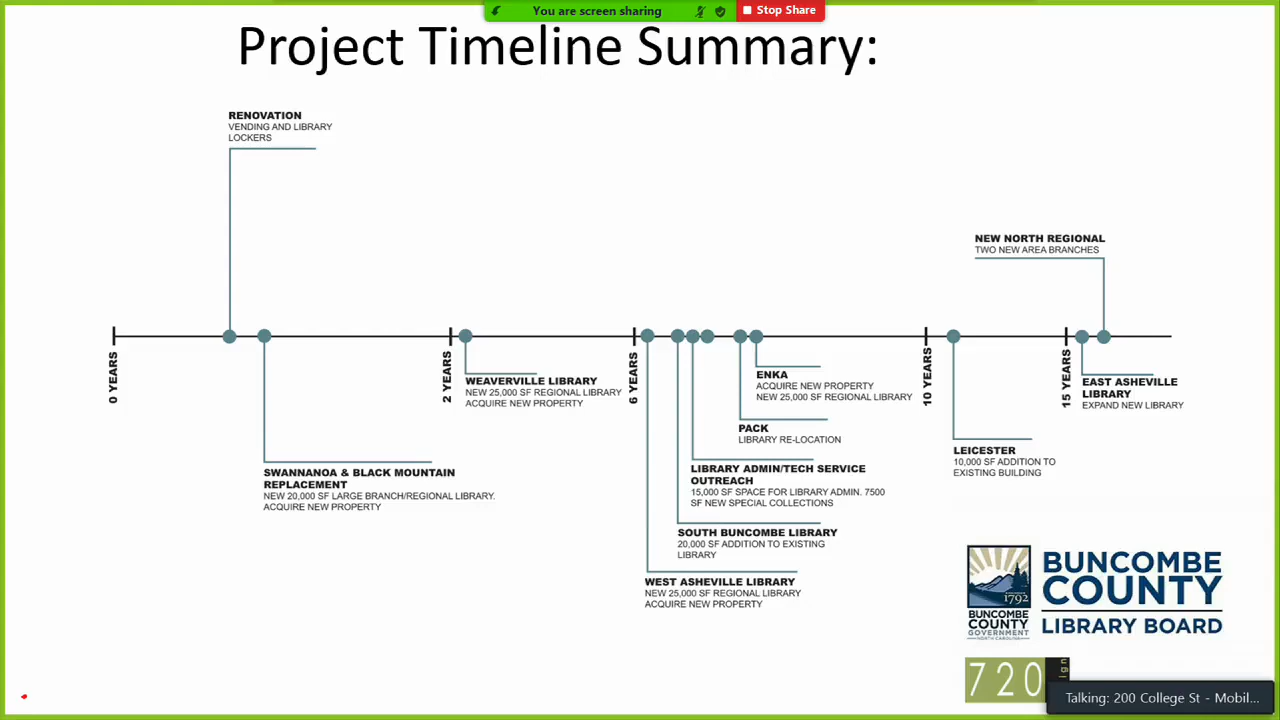 You are screen sharing
Stop Share
Project Timeline Summary:
RENOVATION
VENDING AND LIBRARY
LOCKERS
NEW NORTH REGIONAL
TWO NEW AREA BRANCHES
0 YEARS
2 YEARS
6 YEARS
10 YEARS
15 YEARS
WEAVERVILLE LIBRARY
NEW 25,000 SF REGIONAL LIBRARY
ACQUIRE NEW PROPERTY
ENKA
ACQUIRE NEW PROPERTY
NEW 25,000 SF REGIONAL LIBRARY
EAST ASHEVILLE
LIBRARY
EXPAND NEW LIBRARY
PACK
LIBRARY RE-LOCATION
LEICESTER
10,000 SF ADDITION TO
EXISTING BUILDING
SWANNANOA & BLACK MOUNTAIN
REPLACEMENT
NEW 20,000 SF LARGE BRANCH/REGIONAL LIBRARY.
ACQUIRE NEW PROPERTY
LIBRARY ADMIN/TECH SERVICE
OUTREACH
15,000 SF SPACE FOR LIBRARY ADMIN. 7500
SF NEW SPECIAL COLLECTIONS
SOUTH BUNCOMBE LIBRARY
20,000 SF ADDITION TO EXISTING
LIBRARY
WEST ASHEVILLE LIBRARY
NEW 25,000 SF REGIONAL LIBRARY
ACQUIRE NEW PROPERTY
1792
BUNCOMBE
COUNTY
GOVERNMENT
NORTH CAROLINA
BUNCOMBE
COUNTY
LIBRARY BOARD
720
ign
Talking: 200 College St - Mobil...